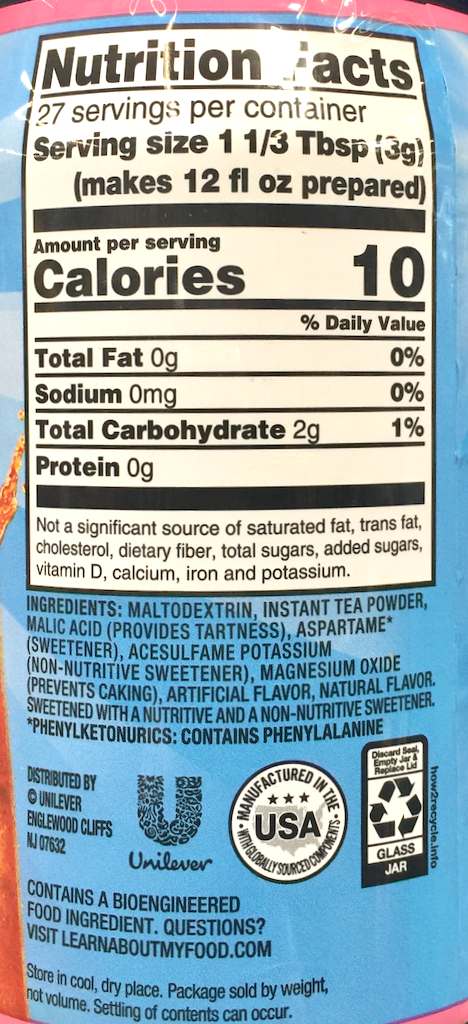 Nutrition Facts
27 servings per container
Serving size 1 1/3 Tbsp (3g)
(makes 12 fl oz prepared)
Amount per serving
Calories 10
% Daily Value
Total Fat 0g 0%
Sodium 0mg 0%
Total Carbohydrate 2g 1%
Protein 0g
Not a significant source of saturated fat, trans fat,
cholesterol, dietary fiber, total sugars, added sugars,
vitamin D, calcium, iron and potassium.
INGREDIENTS: MALTODEXTRIN, INSTANT TEA POWDER,
MALIC ACID (PROVIDES TARTNESS), ASPARTAME*
(SWEETENER), ACESULFAME POTASSIUM
(NON-NUTRITIVE SWEETENER), MAGNESIUM OXIDE
(PREVENTS CAKING), ARTIFICIAL FLAVOR, NATURAL FLAVOR.
SWEETENED WITH A NUTRITIVE AND A NON-NUTRITIVE SWEETENER.
*PHENYLKETONURICS: CONTAINS PHENYLALANINE
DISTRIBUTED BY
© UNILEVER
ENGLEWOOD CLIFFS
NJ 07632
Unilever
MANUFACTURED IN THE
USA
WITH GLOBALLY SOURCED COMPONENTS
Discard Seal,
Empty Jar &
Replace Lid
GLASS
JAR
how2recycle.info
CONTAINS A BIOENGINEERED
FOOD INGREDIENT. QUESTIONS?
VISIT LEARNABOUTMYFOOD.COM
Store in cool, dry place. Package sold by weight,
not volume. Settling of contents can occur.